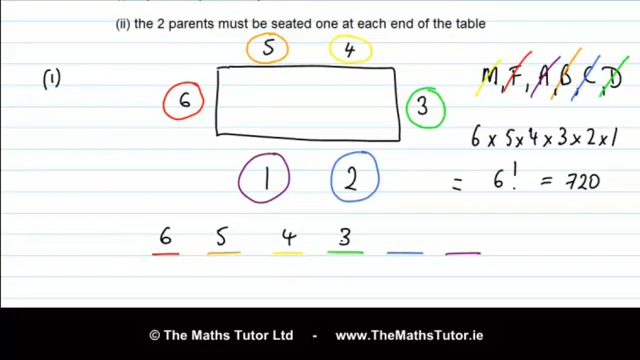 (ii) the 2 parents must be seated one at each end of the table
(1)
5 4
6 3
1 2
M, F, A, B, C, D
6 x 5 x 4 x 3 x 2 x 1
= 6! = 720
6 5 4 3
© The Maths Tutor Ltd - www.TheMathsTutor.ie